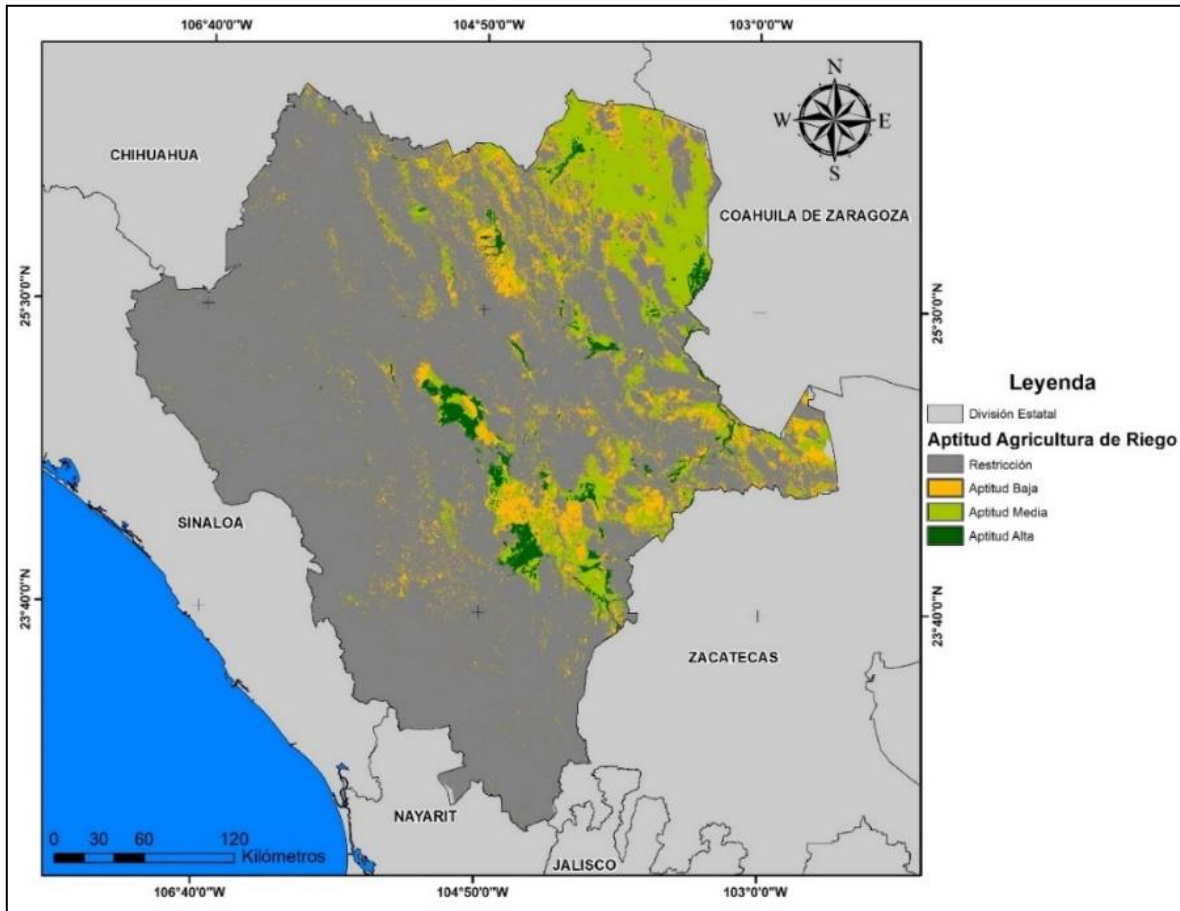 106°40'0"W 104°50'0"W 103°0'0"W
N
W E
S
CHIHUAHUA
COAHUILA DE ZARAGOZA
25°30'0"N 25°30'0"N
Leyenda
División Estatal
Aptitud Agricultura de Riego
Restricción
Aptitud Baja
Aptitud Media
Aptitud Alta
SINALOA
23°40'0"N 23°40'0"N
ZACATECAS
NAYARIT
JALISCO
0 30 60 120
Kilómetros
106°40'0"W 104°50'0"W 103°0'0"W